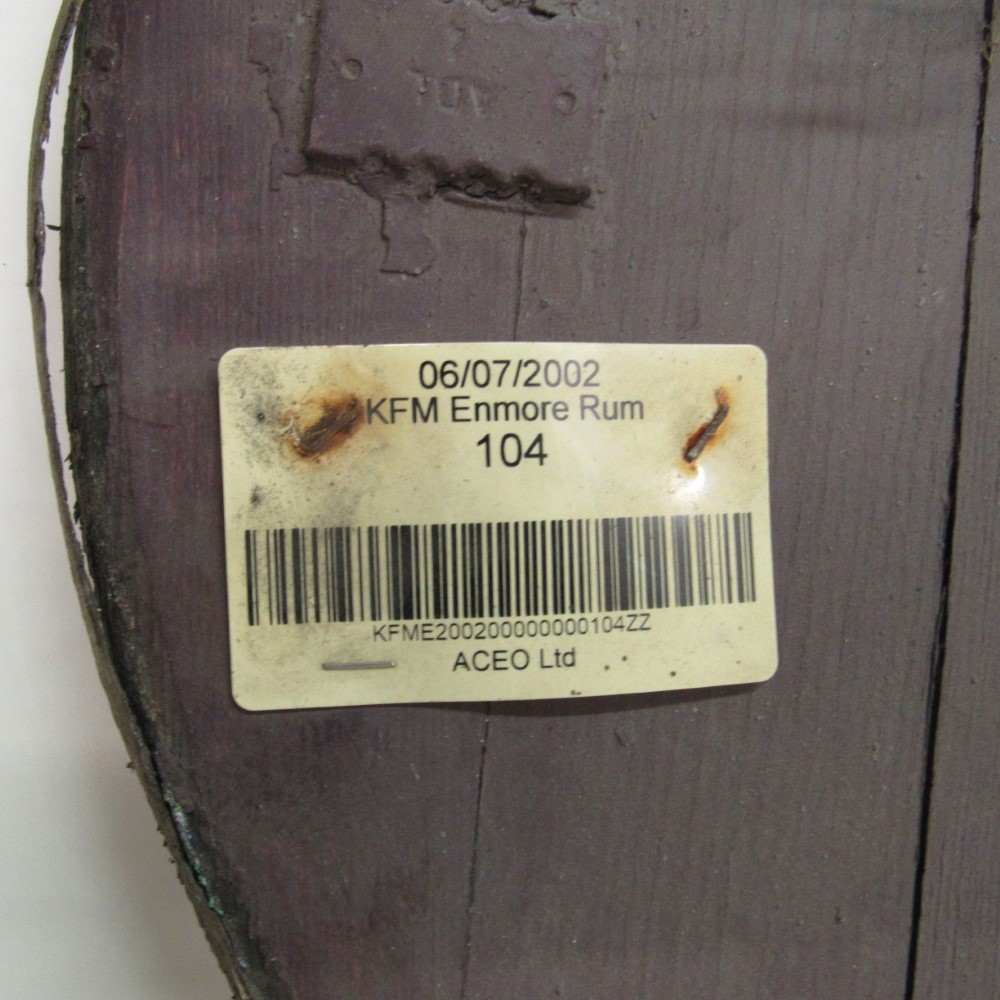 06/07/2002
KFM Enmore Rum
104
KFME200200000000104ZZ
ACEO Ltd